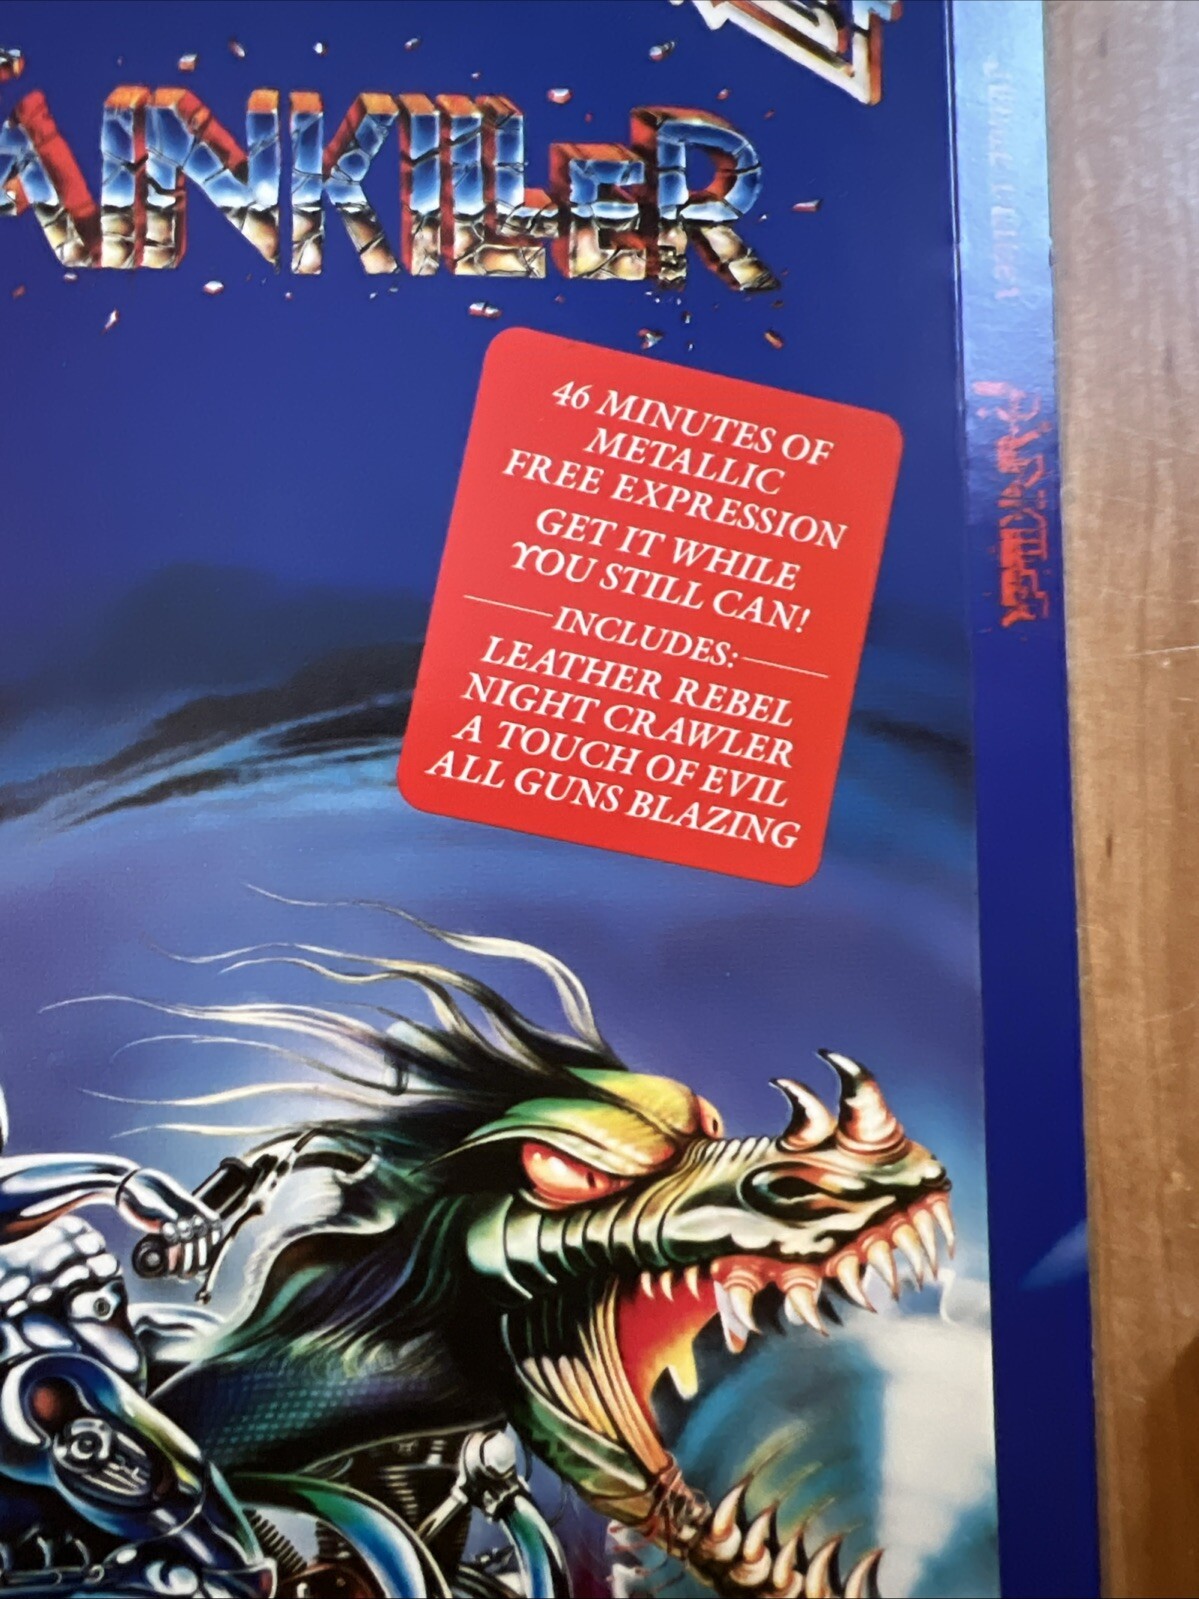 AINKILLER
46 MINUTES OF
METALLIC
FREE EXPRESSION
GET IT WHILE
YOU STILL CAN!
INCLUDES:
LEATHER REBEL
NIGHT CRAWLER
A TOUCH OF EVIL
ALL GUNS BLAZING